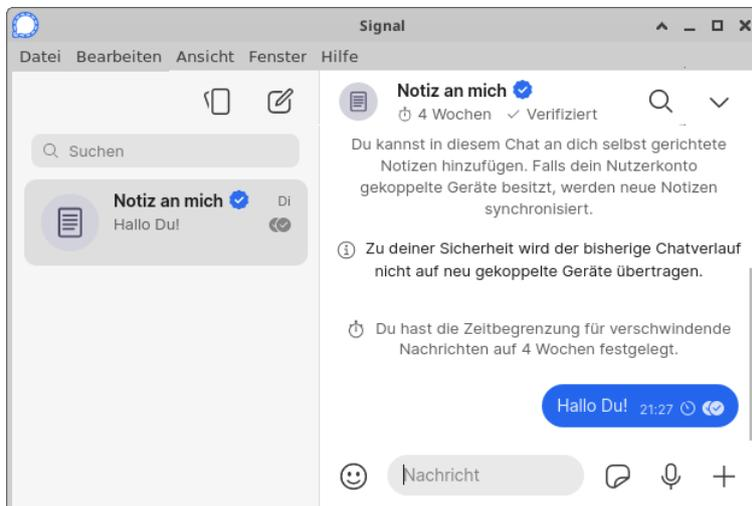 Signal
Datei Bearbeiten Ansicht Fenster Hilfe
Suchen
Notiz an mich Di
Hallo Du!
Notiz an mich
4 Wochen Verifiziert
Du kannst in diesem Chat an dich selbst gerichtete
Notizen hinzufügen. Falls dein Nutzerkonto
gekoppelte Geräte besitzt, werden neue Notizen
synchronisiert.
Zu deiner Sicherheit wird der bisherige Chatverlauf
nicht auf neu gekoppelte Geräte übertragen.
Du hast die Zeitbegrenzung für verschwindende
Nachrichten auf 4 Wochen festgelegt.
Hallo Du! 21:27
Nachricht